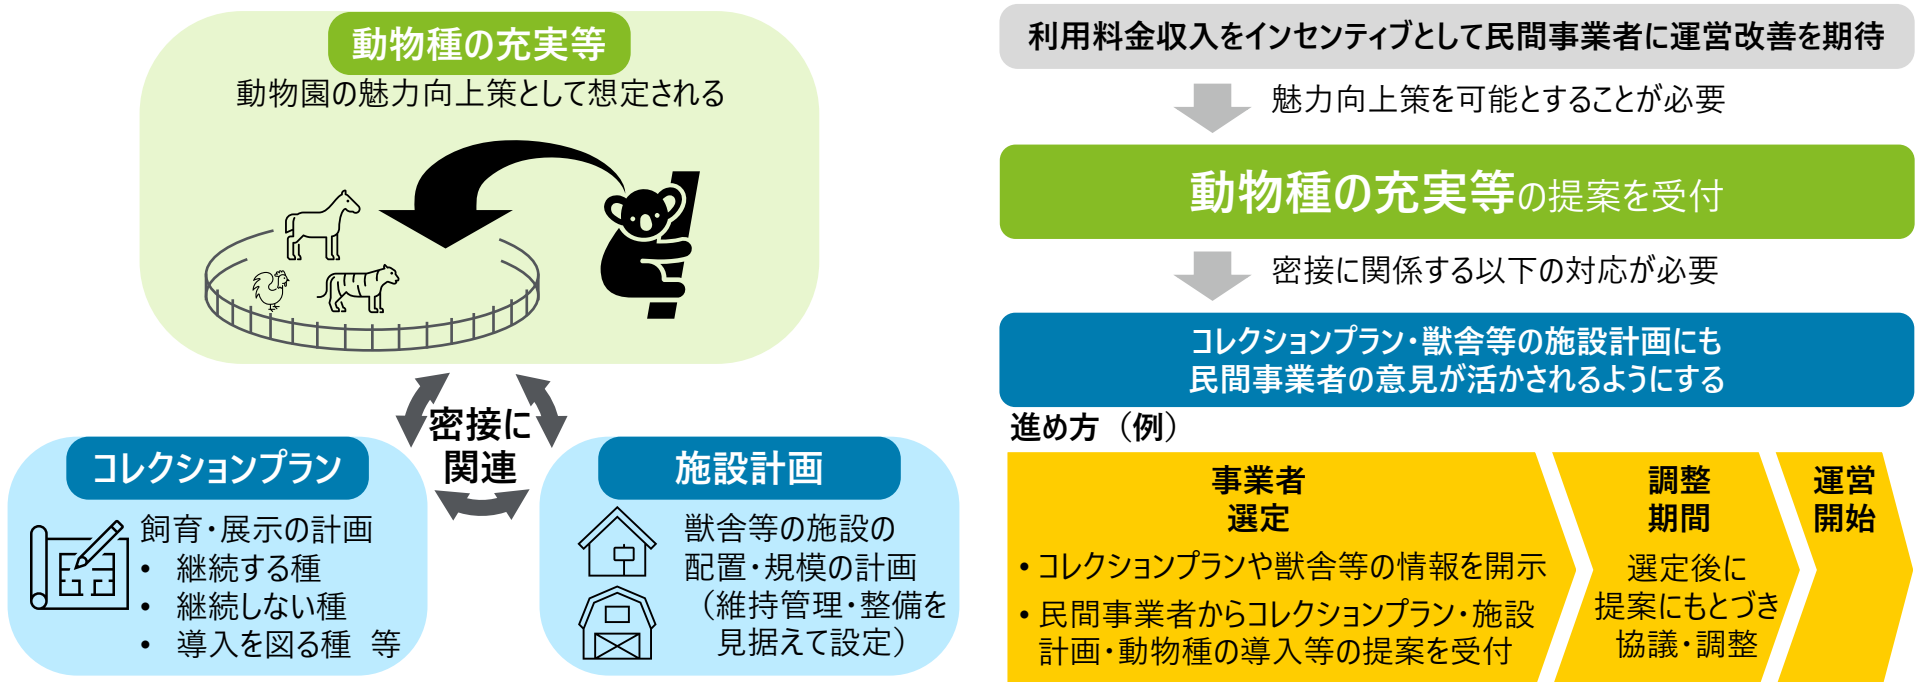 動物種の充実等
動物園の魅力向上策として想定される
密接に
関連
コレクションプラン
飼育・展示の計画
• 継続する種
• 継続しない種
• 導入を図る種 等
施設計画
獣舎等の施設の
配置・規模の計画
（維持管理・整備を
見据えて設定）
利用料金収入をインセンティブとして民間事業者に運営改善を期待
魅力向上策を可能とすることが必要
動物種の充実等の提案を受付
密接に関係する以下の対応が必要
コレクションプラン・獣舎等の施設計画にも
民間事業者の意見が活かされるようにする
進め方（例）
事業者
選定
• コレクションプランや獣舎等の情報を開示
• 民間事業者からコレクションプラン・施設
計画・動物種の導入等の提案を受付
調整
期間
選定後に
提案にもとづき
協議・調整
運営
開始